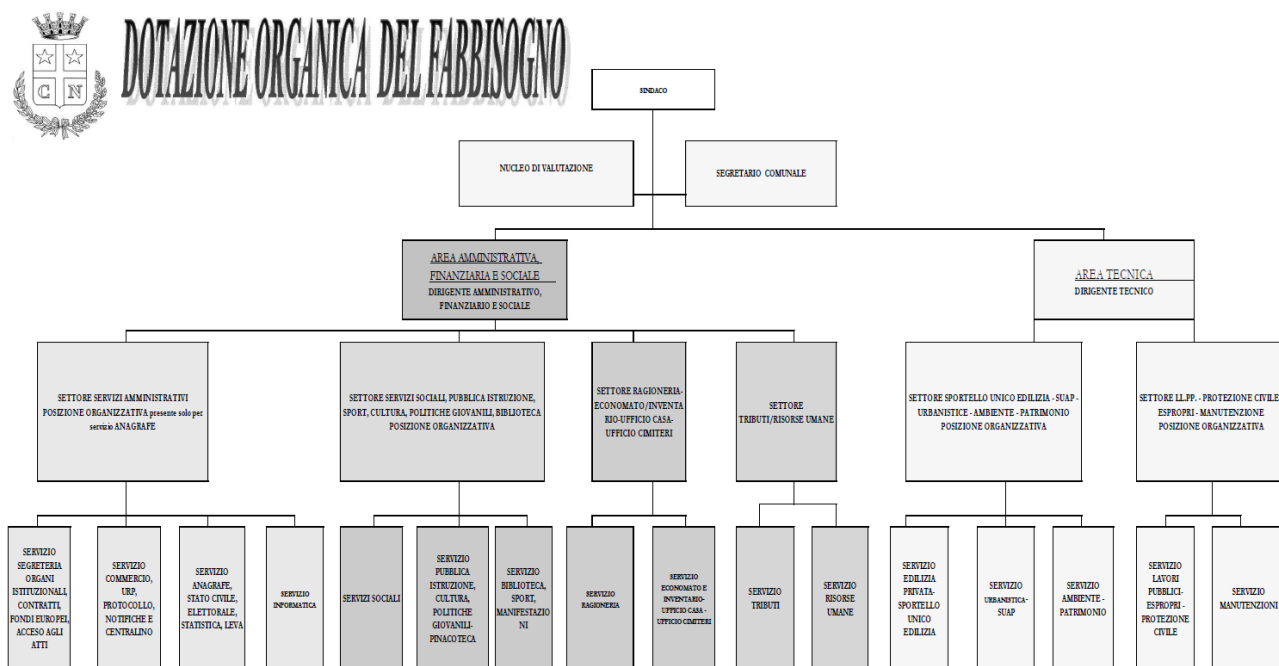 DOTAZIONE ORGANICA DEL FABBISOGNO
C N
SINDACO
NUCLEO DI VALUTAZIONE
SEGRETARIO COMUNALE
AREA AMMINISTRATIVA,
FINANZIARIA E SOCIALE
DIRIGENTE AMMINISTRATIVO,
FINANZIARIO E SOCIALE
AREA TECNICA
DIRIGENTE TECNICO
SETTORE SERVIZI AMMINISTRATIVI
POSIZIONE ORGANIZZATIVA presente solo per
servizio ANAGRAFE
SETTORE SERVIZI SOCIALI, PUBBLICA ISTRUZIONE,
SPORT, CULTURA, POLITICHE GIOVANILI, BIBLIOTECA
POSIZIONE ORGANIZZATIVA
SETTORE RAGIONERIA-
ECONOMATO/INVENTA
RIO-UFFICIO CASA-
UFFICIO CIMITERI
SETTORE
TRIBUTI/RISORSE UMANE
SETTORE SPORTELLO UNICO EDILIZIA - SUAP -
URBANISTICE - AMBIENTE - PATRIMONIO
POSIZIONE ORGANIZZATIVA
SETTORE LL.PP. - PROTEZIONE CIVILE
ESPROPRI - MANUTENZIONE
POSIZIONE ORGANIZZATIVA
SERVIZIO
SEGRETERIA
ORGANI
ISTITUZIONALI,
CONTRATTI,
FONDI EUROPEI,
ACCESO AGLI
ATTI
SERVIZIO
COMMERCIO,
URP,
PROTOCOLLO,
NOTIFICHE E
CENTRALINO
SERVIZIO
ANAGRAFE,
STATO CIVILE,
ELETTORALE,
STATISTICA, LEVA
SERVIZIO
INFORMATICA
SERVIZI SOCIALI
SERVIZIO
PUBBLICA
ISTRUZIONE,
CULTURA,
POLITICHE
GIOVANILI-
PINACOTECA
SERVIZIO
BIBLIOTECA,
SPORT,
MANIFESTAZIO
NI
SERVIZIO
RAGIONERIA
SERVIZIO
ECONOMATO E
INVENTARIO-
UFFICIO CASA -
UFFICIO CIMITERI
SERVIZIO
TRIBUTI
SERVIZIO
RISORSE
UMANE
SERVIZIO
EDILIZIA
PRIVATA-
SPORTELLO
UNICO
EDILIZIA
SERVIZIO
URBANISTICA-
SUAP
SERVIZIO
AMBIENTE -
PATRIMONIO
SERVIZIO
LAVORI
PUBBLICI-
ESPROPRI -
PROTEZIONE
CIVILE
SERVIZIO
MANUTENZIONI